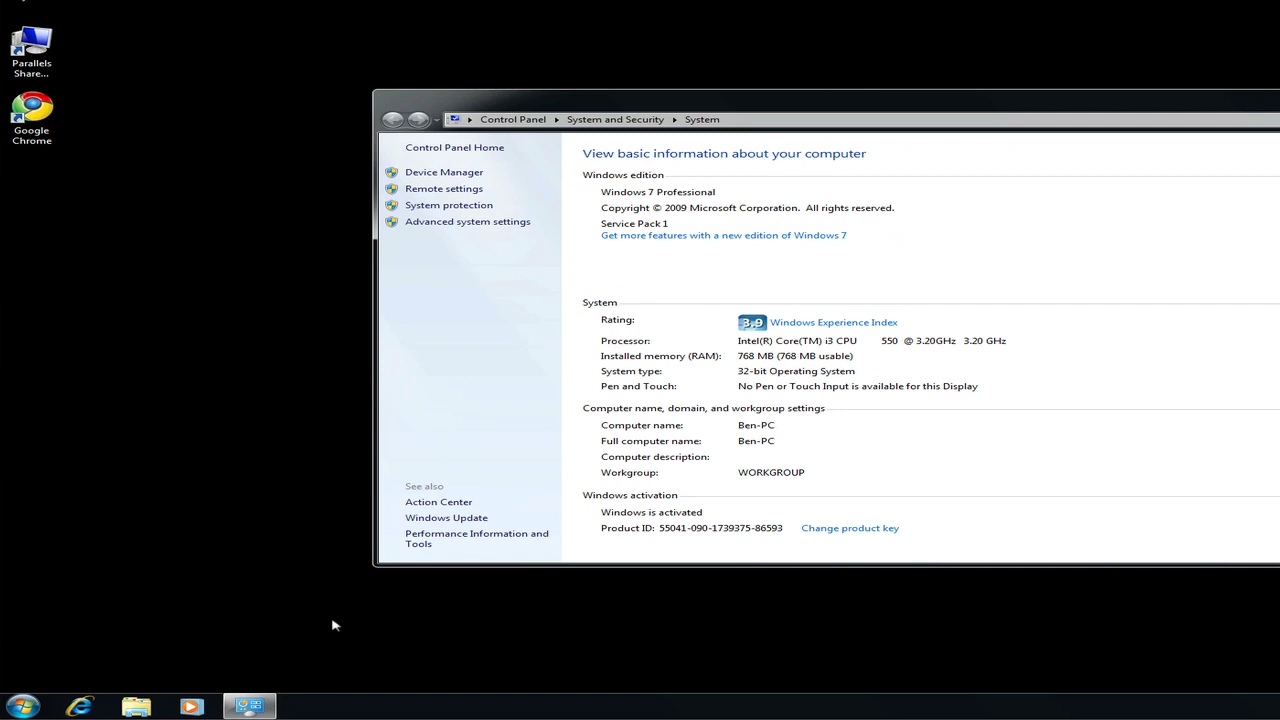 Parallels
Share...
Google
Chrome
Control Panel ▸ System and Security ▸ System
Control Panel Home
Device Manager
Remote settings
System protection
Advanced system settings
See also
Action Center
Windows Update
Performance Information and
Tools
View basic information about your computer
Windows edition
Windows 7 Professional
Copyright © 2009 Microsoft Corporation. All rights reserved.
Service Pack 1
Get more features with a new edition of Windows 7
System
Rating: 3.9 Windows Experience Index
Processor: Intel(R) Core(TM) i3 CPU 550 @ 3.20GHz 3.20 GHz
Installed memory (RAM): 768 MB (768 MB usable)
System type: 32-bit Operating System
Pen and Touch: No Pen or Touch Input is available for this Display
Computer name, domain, and workgroup settings
Computer name: Ben-PC
Full computer name: Ben-PC
Computer description:
Workgroup: WORKGROUP
Windows activation
Windows is activated
Product ID: 55041-090-1739375-86593 Change product key